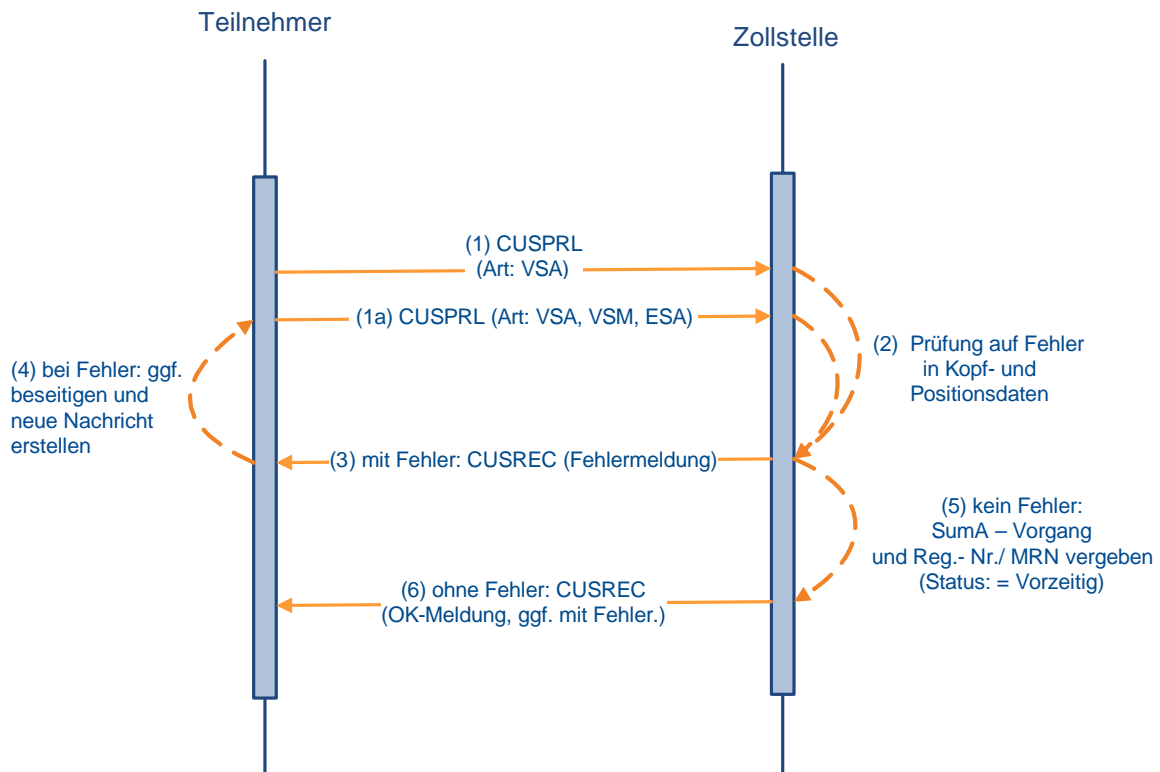 Teilnehmer
Zollstelle
(1) CUSPRL
(Art: VSA)
(1a) CUSPRL (Art: VSA, VSM, ESA)
(2) Prüfung auf Fehler
in Kopf- und
Positionsdaten
(4) bei Fehler: ggf.
beseitigen und
neue Nachricht
erstellen
(3) mit Fehler: CUSREC (Fehlermeldung)
(5) kein Fehler:
SumA – Vorgang
und Reg.- Nr./ MRN vergeben
(Status: = Vorzeitig)
(6) ohne Fehler: CUSREC
(OK-Meldung, ggf. mit Fehler.)